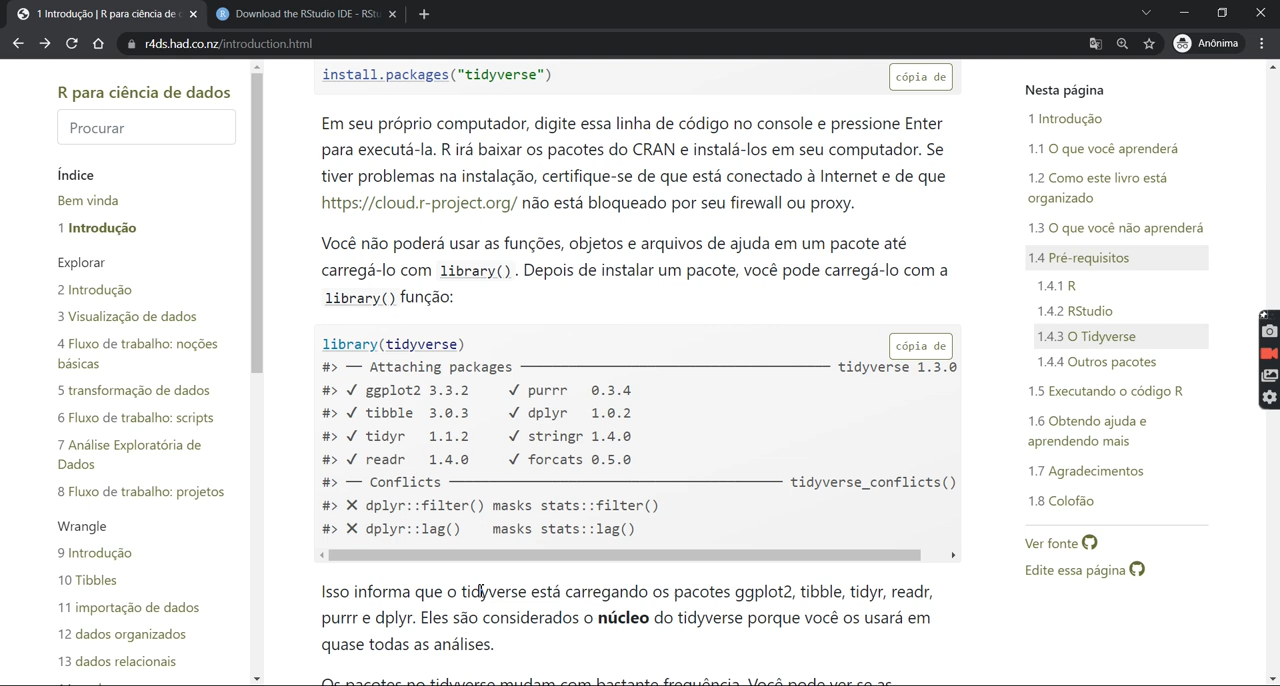 1 Introdução | R para ciência de d
Download the RStudio IDE - RStu
r4ds.had.co.nz/introduction.html
Anônima
R para ciência de dados
Procurar
Índice
Bem vinda
1 Introdução
Explorar
2 Introdução
3 Visualização de dados
4 Fluxo de trabalho: noções
básicas
5 transformação de dados
6 Fluxo de trabalho: scripts
7 Análise Exploratória de
Dados
8 Fluxo de trabalho: projetos
Wrangle
9 Introdução
10 Tibbles
11 importação de dados
12 dados organizados
13 dados relacionais
install.packages("tidyverse")
cópia de
Em seu próprio computador, digite essa linha de código no console e pressione Enter
para executá-la. R irá baixar os pacotes do CRAN e instalá-los em seu computador. Se
tiver problemas na instalação, certifique-se de que está conectado à Internet e de que
https://cloud.r-project.org/ não está bloqueado por seu firewall ou proxy.
Você não poderá usar as funções, objetos e arquivos de ajuda em um pacote até
carregá-lo com library(). Depois de instalar um pacote, você pode carregá-lo com a
library() função:
library(tidyverse)
cópia de
#> ── Attaching packages ──────── tidyverse 1.3.0
#> ✓ ggplot2 3.3.2 ✓ purrr 0.3.4
#> ✓ tibble 3.0.3 ✓ dplyr 1.0.2
#> ✓ tidyr 1.1.2 ✓ stringr 1.4.0
#> ✓ readr 1.4.0 ✓ forcats 0.5.0
#> ── Conflicts ──────── tidyverse_conflicts()
#> ✕ dplyr::filter() masks stats::filter()
#> ✕ dplyr::lag() masks stats::lag()
Isso informa que o tidyverse está carregando os pacotes ggplot2, tibble, tidyr, readr,
purrr e dplyr. Eles são considerados o núcleo do tidyverse porque você os usará em
quase todas as análises.
Os pacotes no tidyverse mudam com bastante frequência. Você pode ver se as
Nesta página
1 Introdução
1.1 O que você aprenderá
1.2 Como este livro está
organizado
1.3 O que você não aprenderá
1.4 Pré-requisitos
1.4.1 R
1.4.2 RStudio
1.4.3 O Tidyverse
1.4.4 Outros pacotes
1.5 Executando o código R
1.6 Obtendo ajuda e
aprendendo mais
1.7 Agradecimentos
1.8 Colofão
Ver fonte
Edite essa página